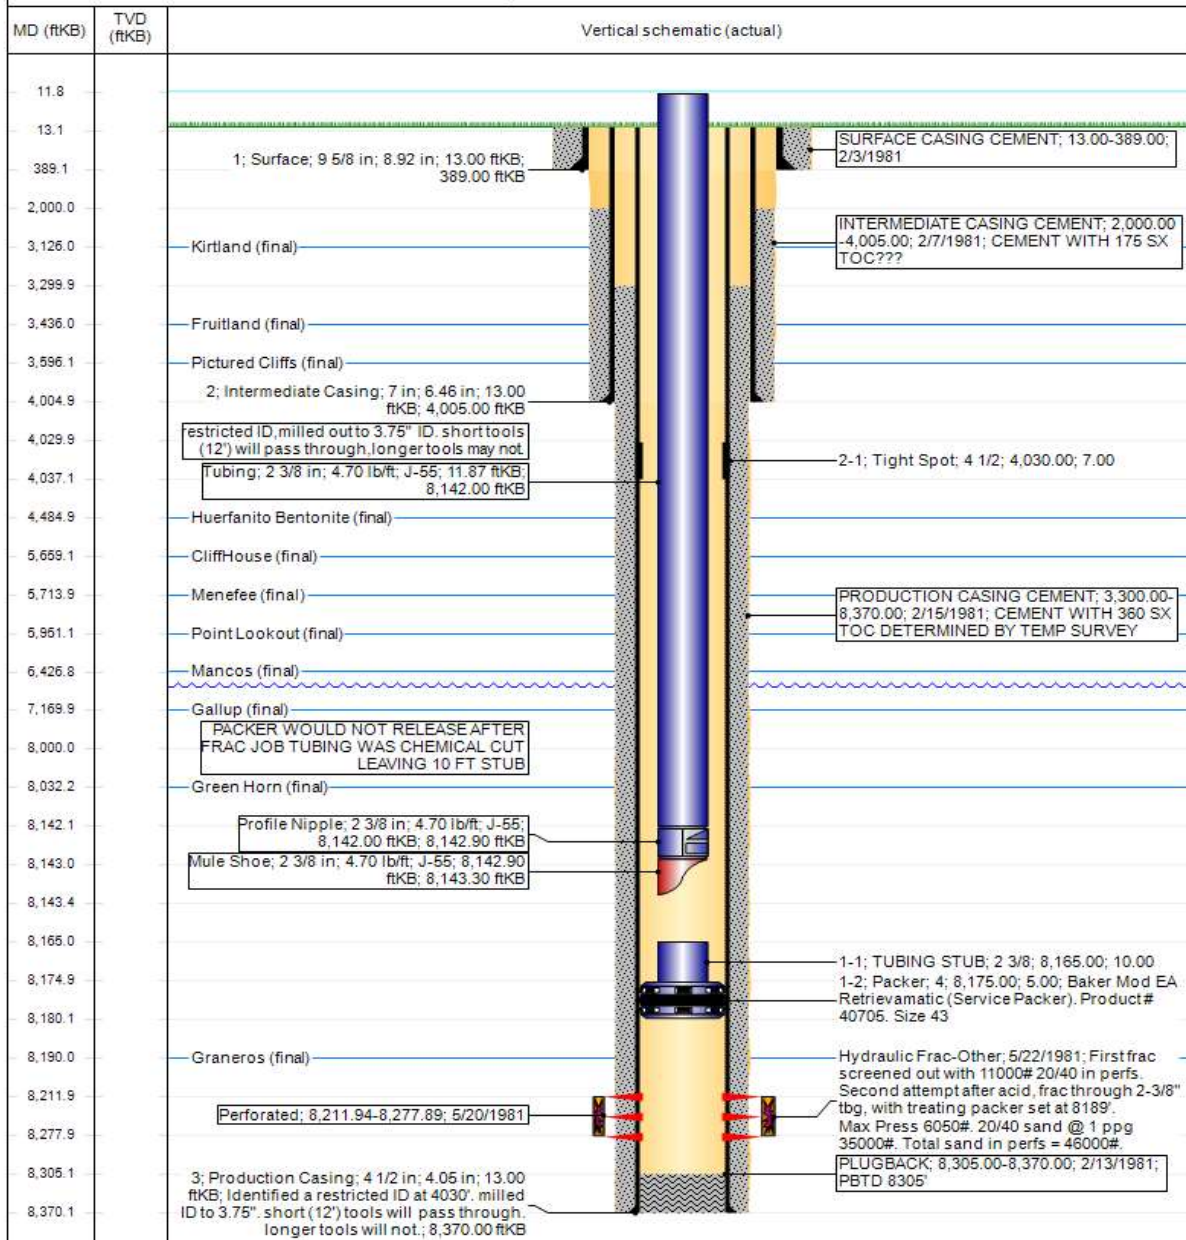 MD (ftKB)
TVD
(ftKB)
Vertical schematic (actual)
11.8
13.1
1; Surface; 9 5/8 in; 8.92 in; 13.00 ftKB;
389.00 ftKB
SURFACE CASING CEMENT; 13.00-389.00;
2/3/1981
389.1
2,000.0
INTERMEDIATE CASING CEMENT; 2,000.00
-4,005.00; 2/7/1981; CEMENT WITH 175 SX
TOC???
3,126.0
Kirtland (final)
3,299.9
3,436.0
Fruitland (final)
3,596.1
Pictured Cliffs (final)
2; Intermediate Casing; 7 in; 6.46 in; 13.00
ftKB; 4,005.00 ftKB
4,004.9
restricted ID,milled out to 3.75" ID. short tools
(12') will pass through,longer tools may not.
4,029.9
2-1; Tight Spot; 4 1/2; 4,030.00; 7.00
Tubing; 2 3/8 in; 4.70 lb/ft; J-55; 11.87 ftKB;
8,142.00 ftKB
4,037.1
4,484.9
Huerfanito Bentonite (final)
5,659.1
CliffHouse (final)
5,713.9
Menefee (final)
PRODUCTION CASING CEMENT; 3,300.00-
8,370.00; 2/15/1981; CEMENT WITH 360 SX
TOC DETERMINED BY TEMP SURVEY
5,951.1
Point Lookout (final)
6,426.8
Mancos (final)
7,169.9
Gallup (final)
PACKER WOULD NOT RELEASE AFTER
FRAC JOB TUBING WAS CHEMICAL CUT
LEAVING 10 FT STUB
8,000.0
8,032.2
Green Horn (final)
8,142.1
Profile Nipple; 2 3/8 in; 4.70 lb/ft; J-55;
8,142.00 ftKB; 8,142.90 ftKB
8,143.0
Mule Shoe; 2 3/8 in; 4.70 lb/ft; J-55; 8,142.90
ftKB; 8,143.30 ftKB
8,143.4
8,165.0
1-1; TUBING STUB; 2 3/8; 8,165.00; 10.00
8,174.9
1-2; Packer; 4; 8,175.00; 5.00; Baker Mod EA
Retrievamatic (Service Packer). Product #
40705. Size 43
8,180.1
8,190.0
Graneros (final)
Hydraulic Frac-Other; 5/22/1981; First frac
screened out with 11000# 20/40 in perfs.
Second attempt after acid, frac through 2-3/8"
tbg, with treating packer set at 8189'.
Max Press 6050#. 20/40 sand @ 1 ppg
35000#. Total sand in perfs = 46000#.
8,211.9
Perforated; 8,211.94-8,277.89; 5/20/1981
8,277.9
8,305.1
PLUGBACK; 8,305.00-8,370.00; 2/13/1981;
PBTD 8305'
3; Production Casing; 4 1/2 in; 4.05 in; 13.00
ftKB; Identified a restricted ID at 4030'. milled
ID to 3.75". short (12') tools will pass through.
longer tools will not.; 8,370.00 ftKB
8,370.1